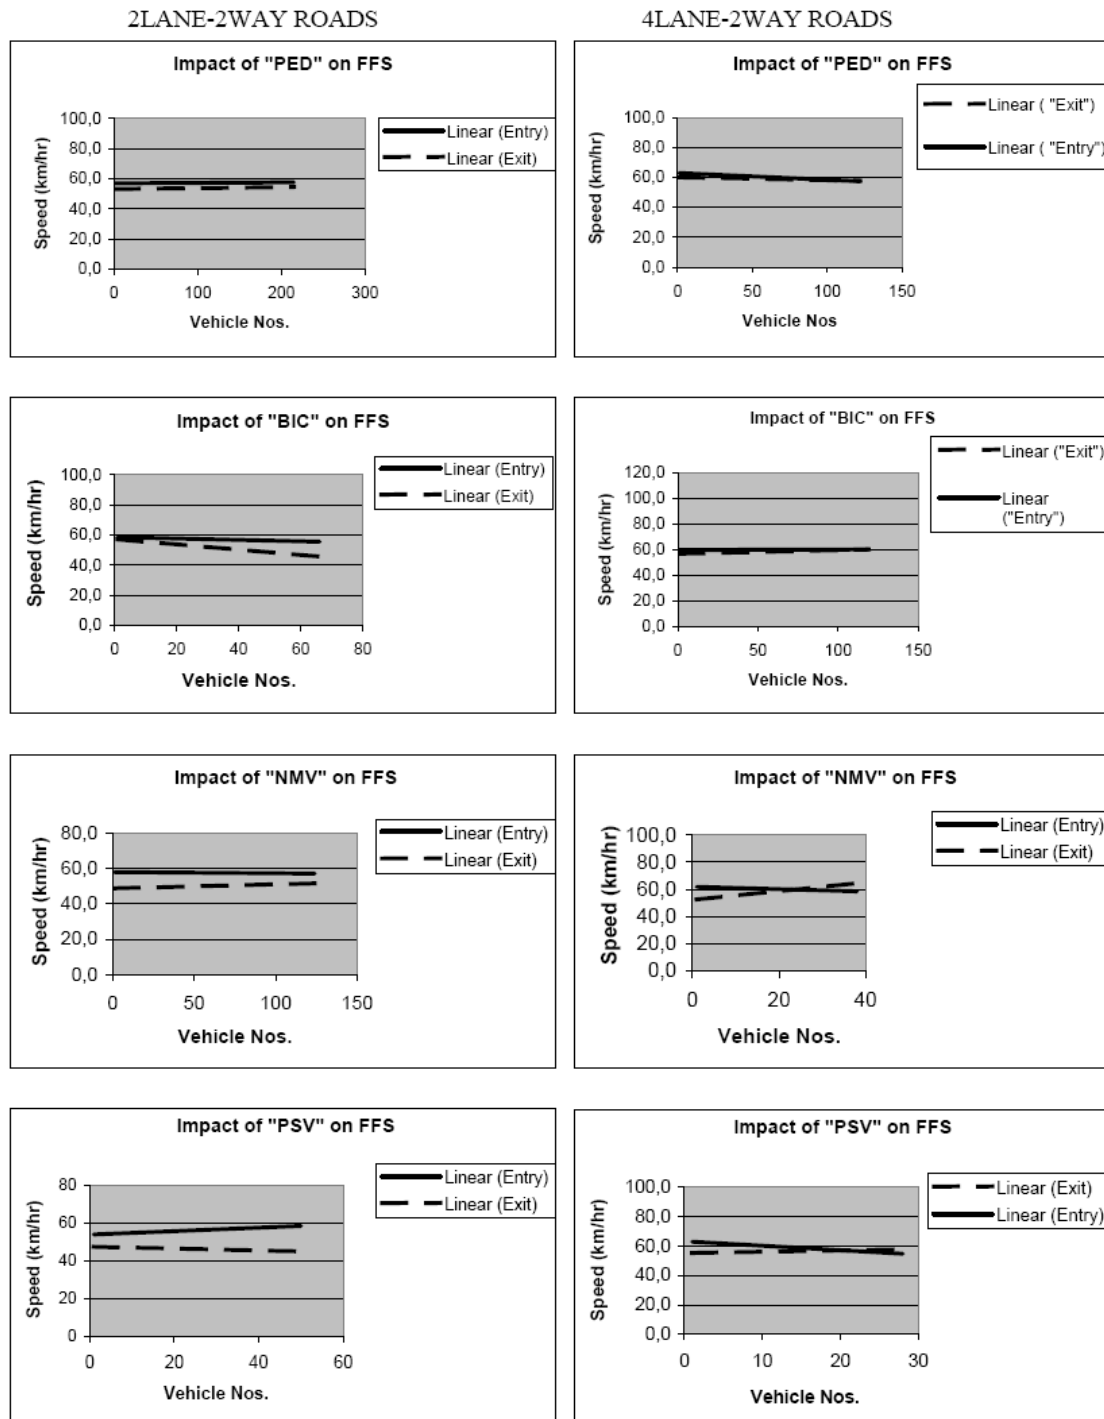 2LANE-2WAY ROADS
4LANE-2WAY ROADS
Impact of "PED" on FFS
Speed (km/hr)
100,0
80,0
60,0
40,0
20,0
0,0
0 100 200 300
Vehicle Nos.
Linear (Entry)
Linear (Exit)
Impact of "PED" on FFS
Speed (km/hr)
100,0
80,0
60,0
40,0
20,0
0,0
0 50 100 150
Vehicle Nos
Linear ( "Exit")
Linear ( "Entry")
Impact of "BIC" on FFS
Speed (km/hr)
100,0
80,0
60,0
40,0
20,0
0,0
0 20 40 60 80
Vehicle Nos.
Linear (Entry)
Linear (Exit)
Impact of "BIC" on FFS
Speed (km/hr)
120,0
100,0
80,0
60,0
40,0
20,0
0,0
0 50 100 150
Vehicle Nos.
Linear ("Exit")
Linear
("Entry")
Impact of "NMV" on FFS
Speed (km/hr)
80,0
60,0
40,0
20,0
0,0
0 50 100 150
Vehicle Nos.
Linear (Entry)
Linear (Exit)
Impact of "NMV" on FFS
Speed (km/hr)
100,0
80,0
60,0
40,0
20,0
0,0
0 20 40
Vehicle Nos.
Linear (Entry)
Linear (Exit)
Impact of "PSV" on FFS
Speed (km/hr)
80
60
40
20
0
0 20 40 60
Vehicle Nos.
Linear (Entry)
Linear (Exit)
Impact of "PSV" on FFS
Speed (km/hr)
100,0
80,0
60,0
40,0
20,0
0,0
0 10 20 30
Vehicle Nos.
Linear (Exit)
Linear (Entry)